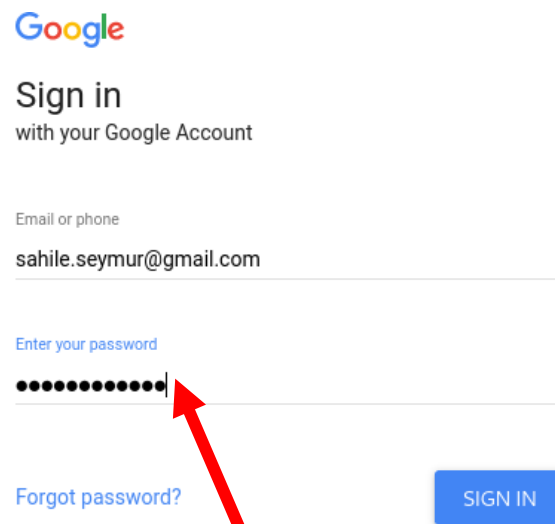 Google
Sign in
with your Google Account
Email or phone
sahile.seymur@gmail.com
Enter your password
••••••••••••
Forgot password?
SIGN IN